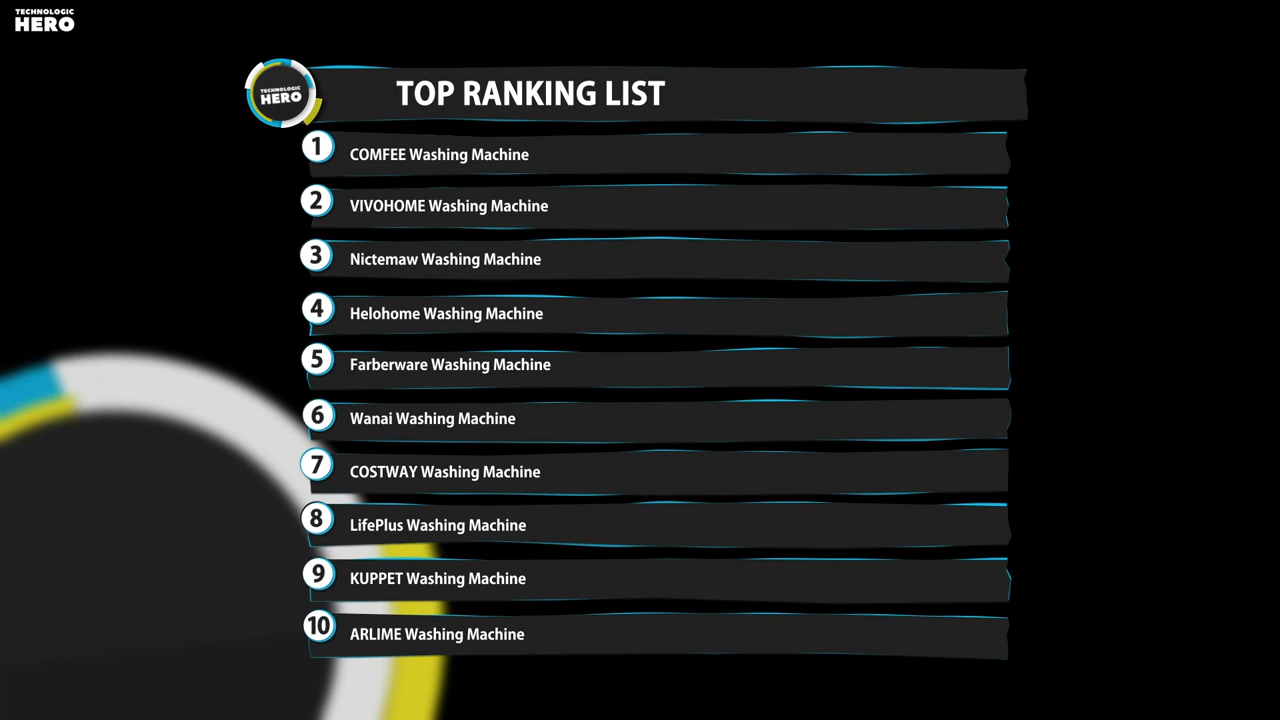 TECHNOLOGIC
HERO
TECHNOLOGIC
HERO
TOP RANKING LIST
1 COMFEE Washing Machine
2 VIVOHOME Washing Machine
3 Nictemaw Washing Machine
4 Helohome Washing Machine
5 Farberware Washing Machine
6 Wanai Washing Machine
7 COSTWAY Washing Machine
8 LifePlus Washing Machine
9 KUPPET Washing Machine
10 ARLIME Washing Machine